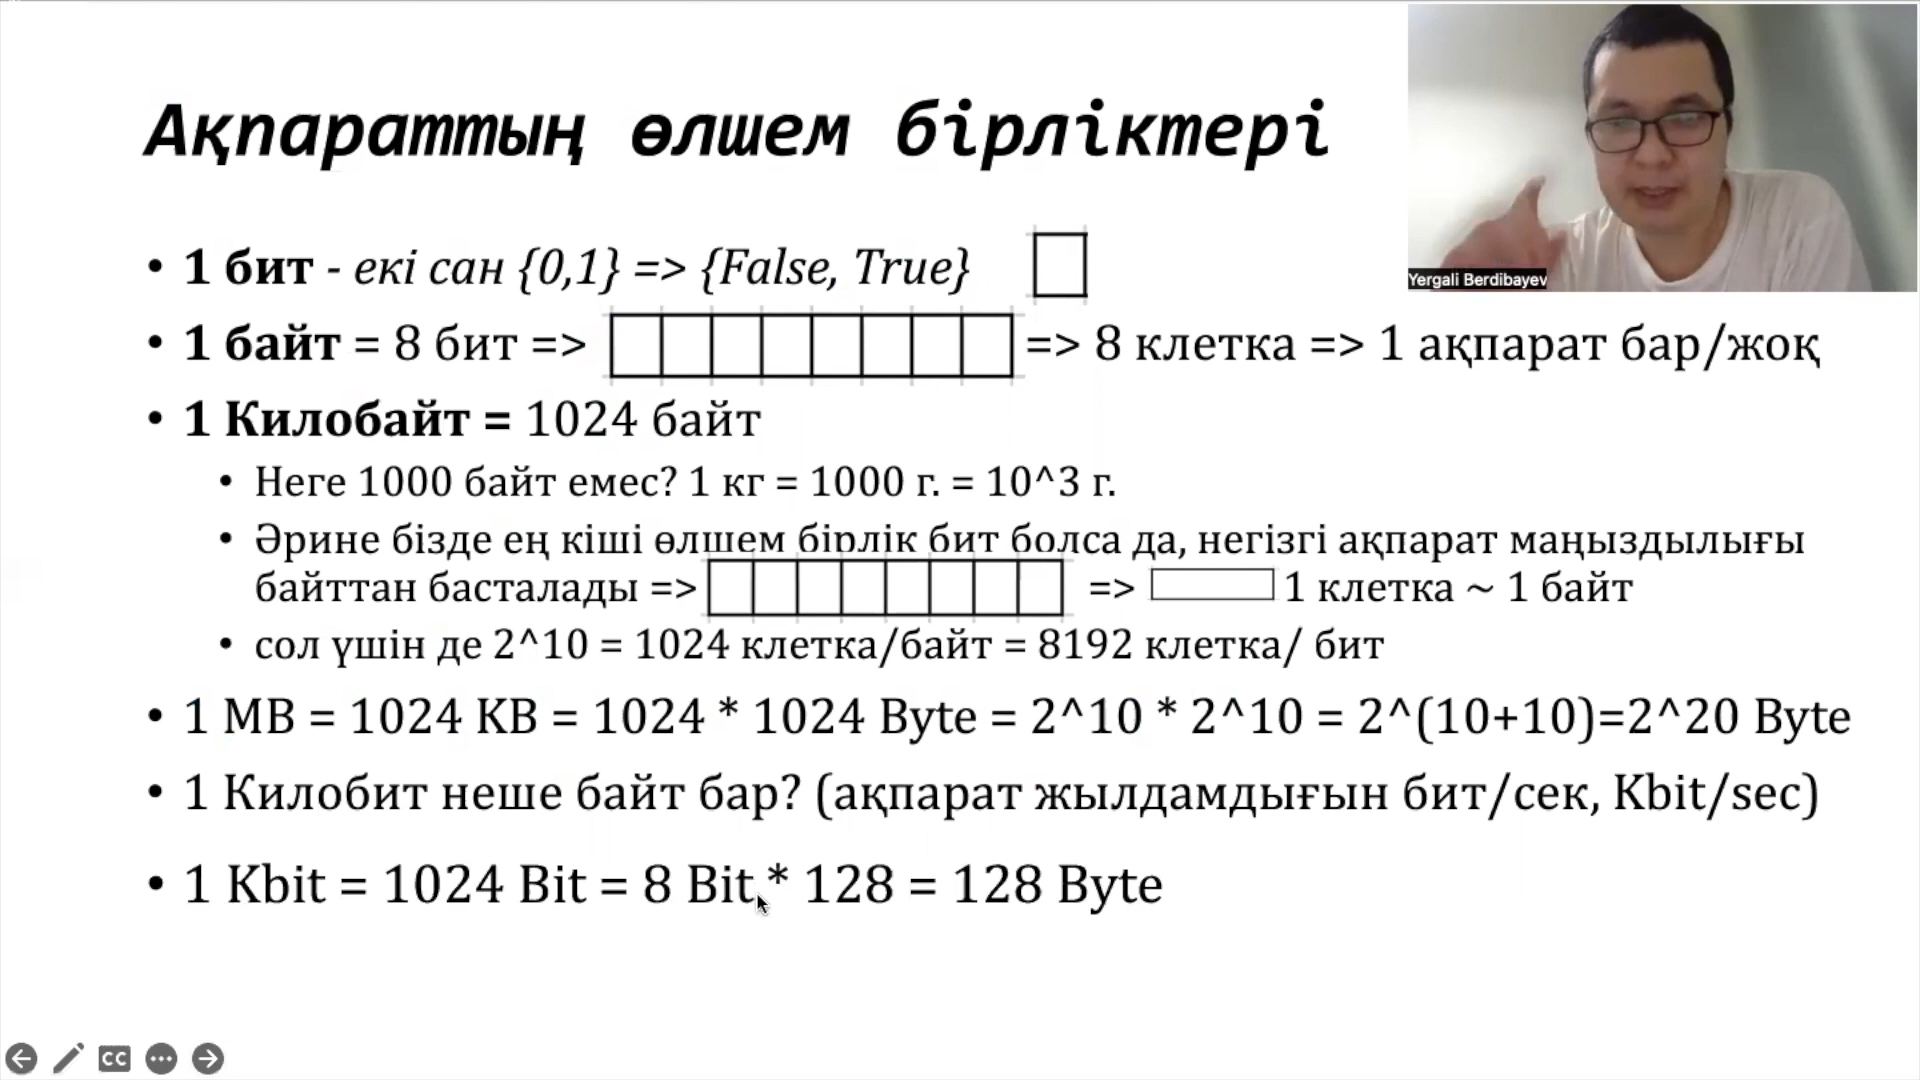 Ақпараттың өлшем бірліктері
Yergali Berdibayev
• 1 бит - екі сан {0,1} => {False, True}
• 1 байт = 8 бит => => 8 клетка => 1 ақпарат бар/жоқ
• 1 Килобайт = 1024 байт
• Неге 1000 байт емес? 1 кг = 1000 г. = 10^3 г.
• Әрине бізде ең кіші өлшем бірлік бит болса да, негізгі ақпарат маңыздылығы
байттан басталады => => 1 клетка ~ 1 байт
• сол үшін де 2^10 = 1024 клетка/байт = 8192 клетка/ бит
• 1 MB = 1024 KB = 1024 * 1024 Byte = 2^10 * 2^10 = 2^(10+10)=2^20 Byte
• 1 Килобит неше байт бар? (ақпарат жылдамдығын бит/сек, Kbit/sec)
• 1 Kbit = 1024 Bit = 8 Bit * 128 = 128 Byte
CC